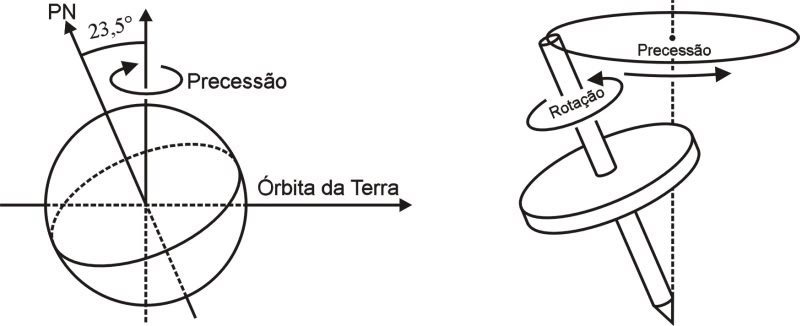 PN
23,5°
Precessão
Órbita da Terra
Precessão
Rotação